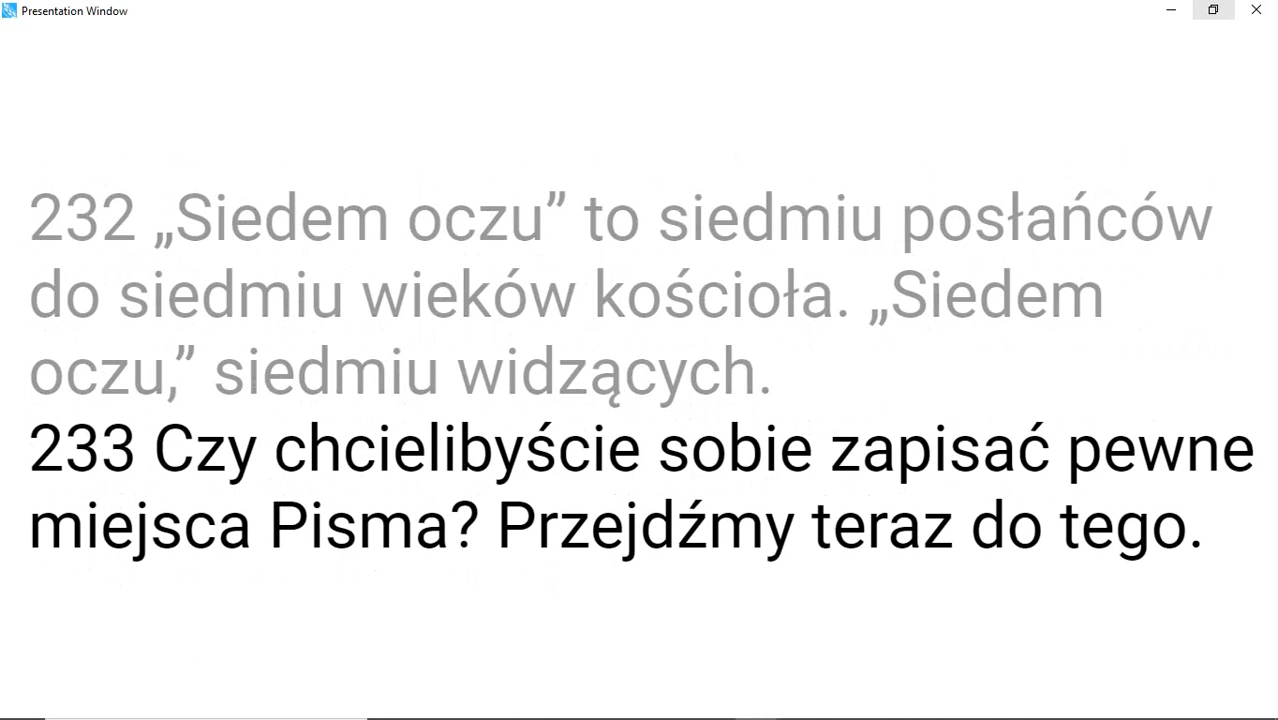 Presentation Window
232 „Siedem oczu” to siedmiu posłańców
do siedmiu wieków kościoła. „Siedem
oczu,” siedmiu widzących.
233 Czy chcielibyście sobie zapisać pewne
miejsca Pisma? Przejdźmy teraz do tego.